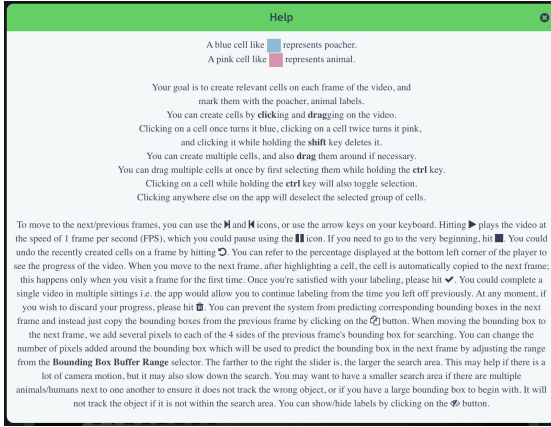 Help
A blue cell like represents poacher.
A pink cell like represents animal.
Your goal is to create relevant cells on each frame of the video, and
mark them with the poacher, animal labels.
You can create cells by clicking and dragging on the video.
Clicking on a cell once turns it blue, clicking on a cell twice turns it pink,
and clicking it while holding the shift key deletes it.
You can create multiple cells, and also drag them around if necessary.
You can drag multiple cells at once by first selecting them while holding the ctrl key.
Clicking on a cell while holding the ctrl key will also toggle selection.
Clicking anywhere else on the app will deselect the selected group of cells.
To move to the next/previous frames, you can use the and icons, or use the arrow keys on your keyboard. Hitting plays the video at
the speed of 1 frame per second (FPS), which you could pause using the icon. If you need to go to the very beginning, hit . You could
undo the recently created cells on a frame by hitting . You can refer to the percentage displayed at the bottom left corner of the player to
see the progress of the video. When you move to the next frame, after highlighting a cell, the cell is automatically copied to the next frame;
this happens only when you visit a frame for the first time. Once you're satisfied with your labeling, please hit . You could complete a
single video in multiple sittings i.e. the app would allow you to continue labeling from the time you left off previously. At any moment, if
you wish to discard your progress, please hit . You can prevent the system from predicting corresponding bounding boxes in the next
frame and instead just copy the bounding boxes from the previous frame by clicking on the button. When moving the bounding box to
the next frame, we add several pixels to each of the 4 sides of the previous frame's bounding box for searching. You can change the
number of pixels added around the bounding box which will be used to predict the bounding box in the next frame by adjusting the range
from the Bounding Box Buffer Range selector. The farther to the right the slider is, the larger the search area. This may help if there is a
lot of camera motion, but it may also slow down the search. You may want to have a smaller search area if there are multiple
animals/humans next to one another to ensure it does not track the wrong object, or if you have a large bounding box to begin with. It will
not track the object if it is not within the search area. You can show/hide labels by clicking on the button.